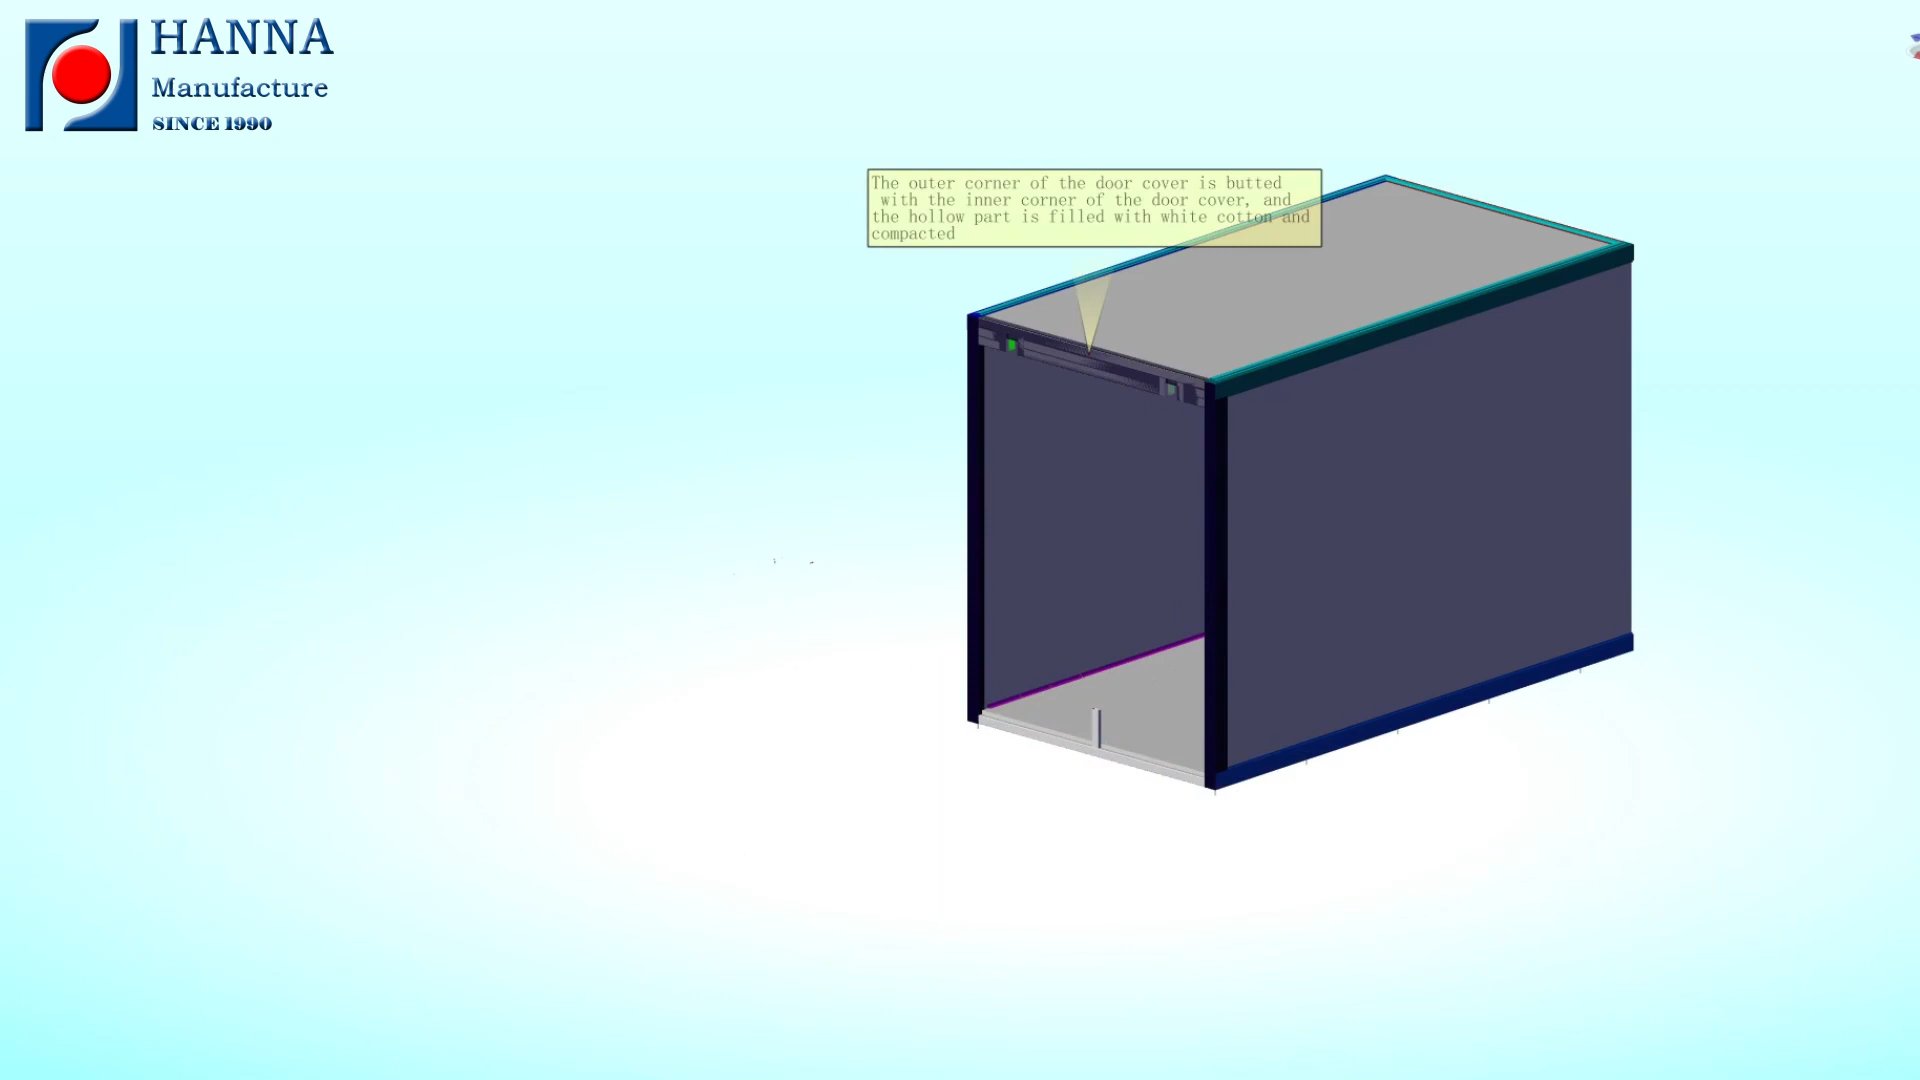 HANNA
Manufacture
SINCE 1990
The outer corner of the door cover is butted
with the inner corner of the door cover, and
the hollow part is filled with white cotton and
compacted